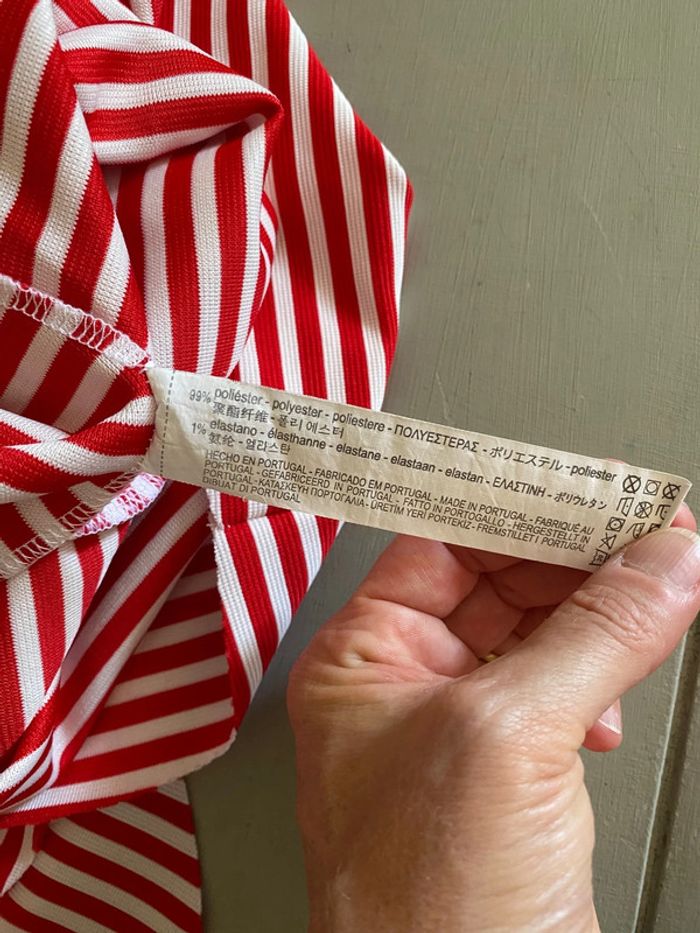 99% poliéster - polyester - poliestere - ΠΟΛΥΕΣΤΕΡΑΣ - ポリエステル - poliester
聚酯纤维 - 폴리 에스터
1% elastano - élasthanne - elastane - elastaan - elastan - ΕΛΑΣΤΙΝΗ - ポリウレタン
氨纶 - 엘라스탄
HECHO EN PORTUGAL - FABRICADO EM PORTUGAL - MADE IN PORTUGAL - FABRIQUÉ AU
PORTUGAL - GEFABRICEERD IN PORTUGAL - FATTO IN PORTOGALLO - HERGESTELLT IN
PORTUGAL - ΚΑΤΑΣΚΕΥΗ ΠΟΡΤΟΓΑΛΙΑ - ÜRETİM YERİ PORTEKİZ - FREMSTILLET I PORTUGAL
DIBUAT DI PORTUGAL